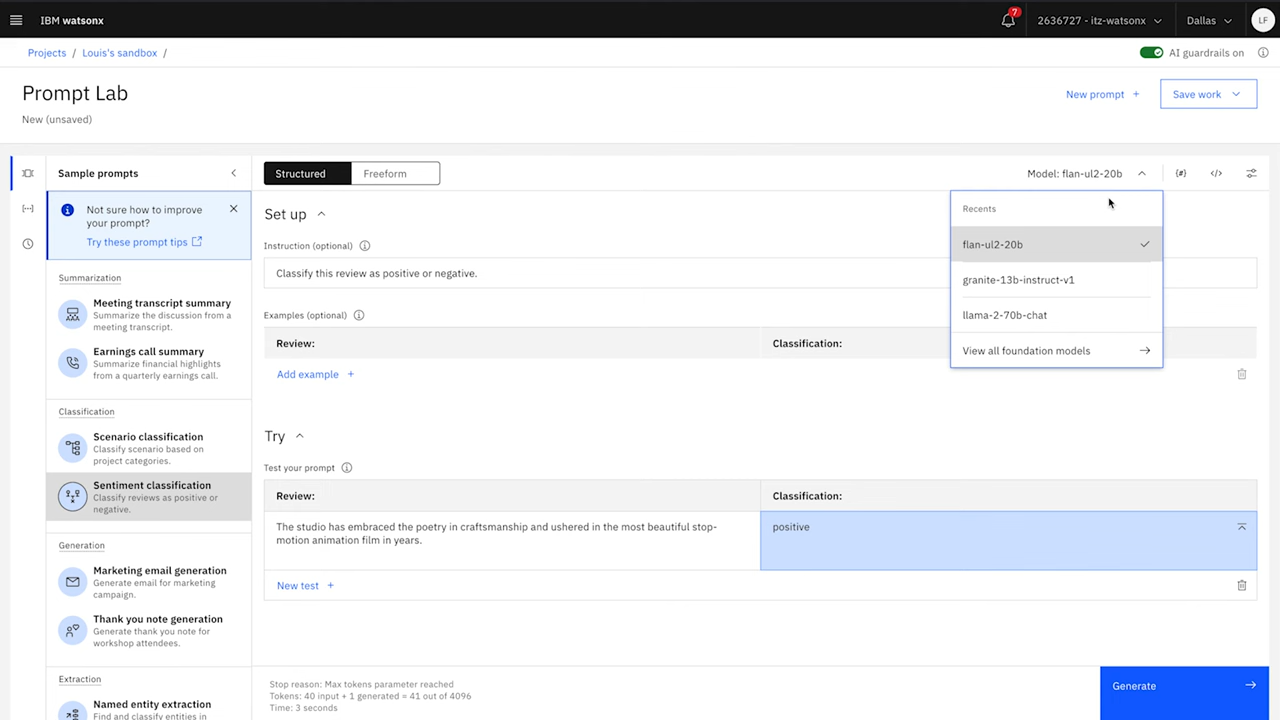 IBM watsonx
7
2636727 - itz-watsonx
Dallas
LF
Projects / Louis's sandbox /
AI guardrails on
Prompt Lab
New (unsaved)
New prompt +
Save work
Sample prompts
Not sure how to improve
your prompt?
Try these prompt tips
Summarization
Meeting transcript summary
Summarize the discussion from a
meeting transcript.
Earnings call summary
Summarize financial highlights
from a quarterly earnings call.
Classification
Scenario classification
Classify scenario based on
project categories.
Sentiment classification
Classify reviews as positive or
negative.
Generation
Marketing email generation
Generate email for marketing
campaign.
Thank you note generation
Generate thank you note for
workshop attendees.
Extraction
Named entity extraction
Find and classify entities in
Structured
Freeform
Model: flan-ul2-20b
{#}
</>
Recents
flan-ul2-20b
granite-13b-instruct-v1
llama-2-70b-chat
View all foundation models
Set up
Instruction (optional)
Classify this review as positive or negative.
Examples (optional)
Review:
Classification:
Add example +
Try
Test your prompt
Review:
Classification:
The studio has embraced the poetry in craftsmanship and ushered in the most beautiful stop-
motion animation film in years.
positive
New test +
Stop reason: Max tokens parameter reached
Tokens: 40 input + 1 generated = 41 out of 4096
Time: 3 seconds
Generate